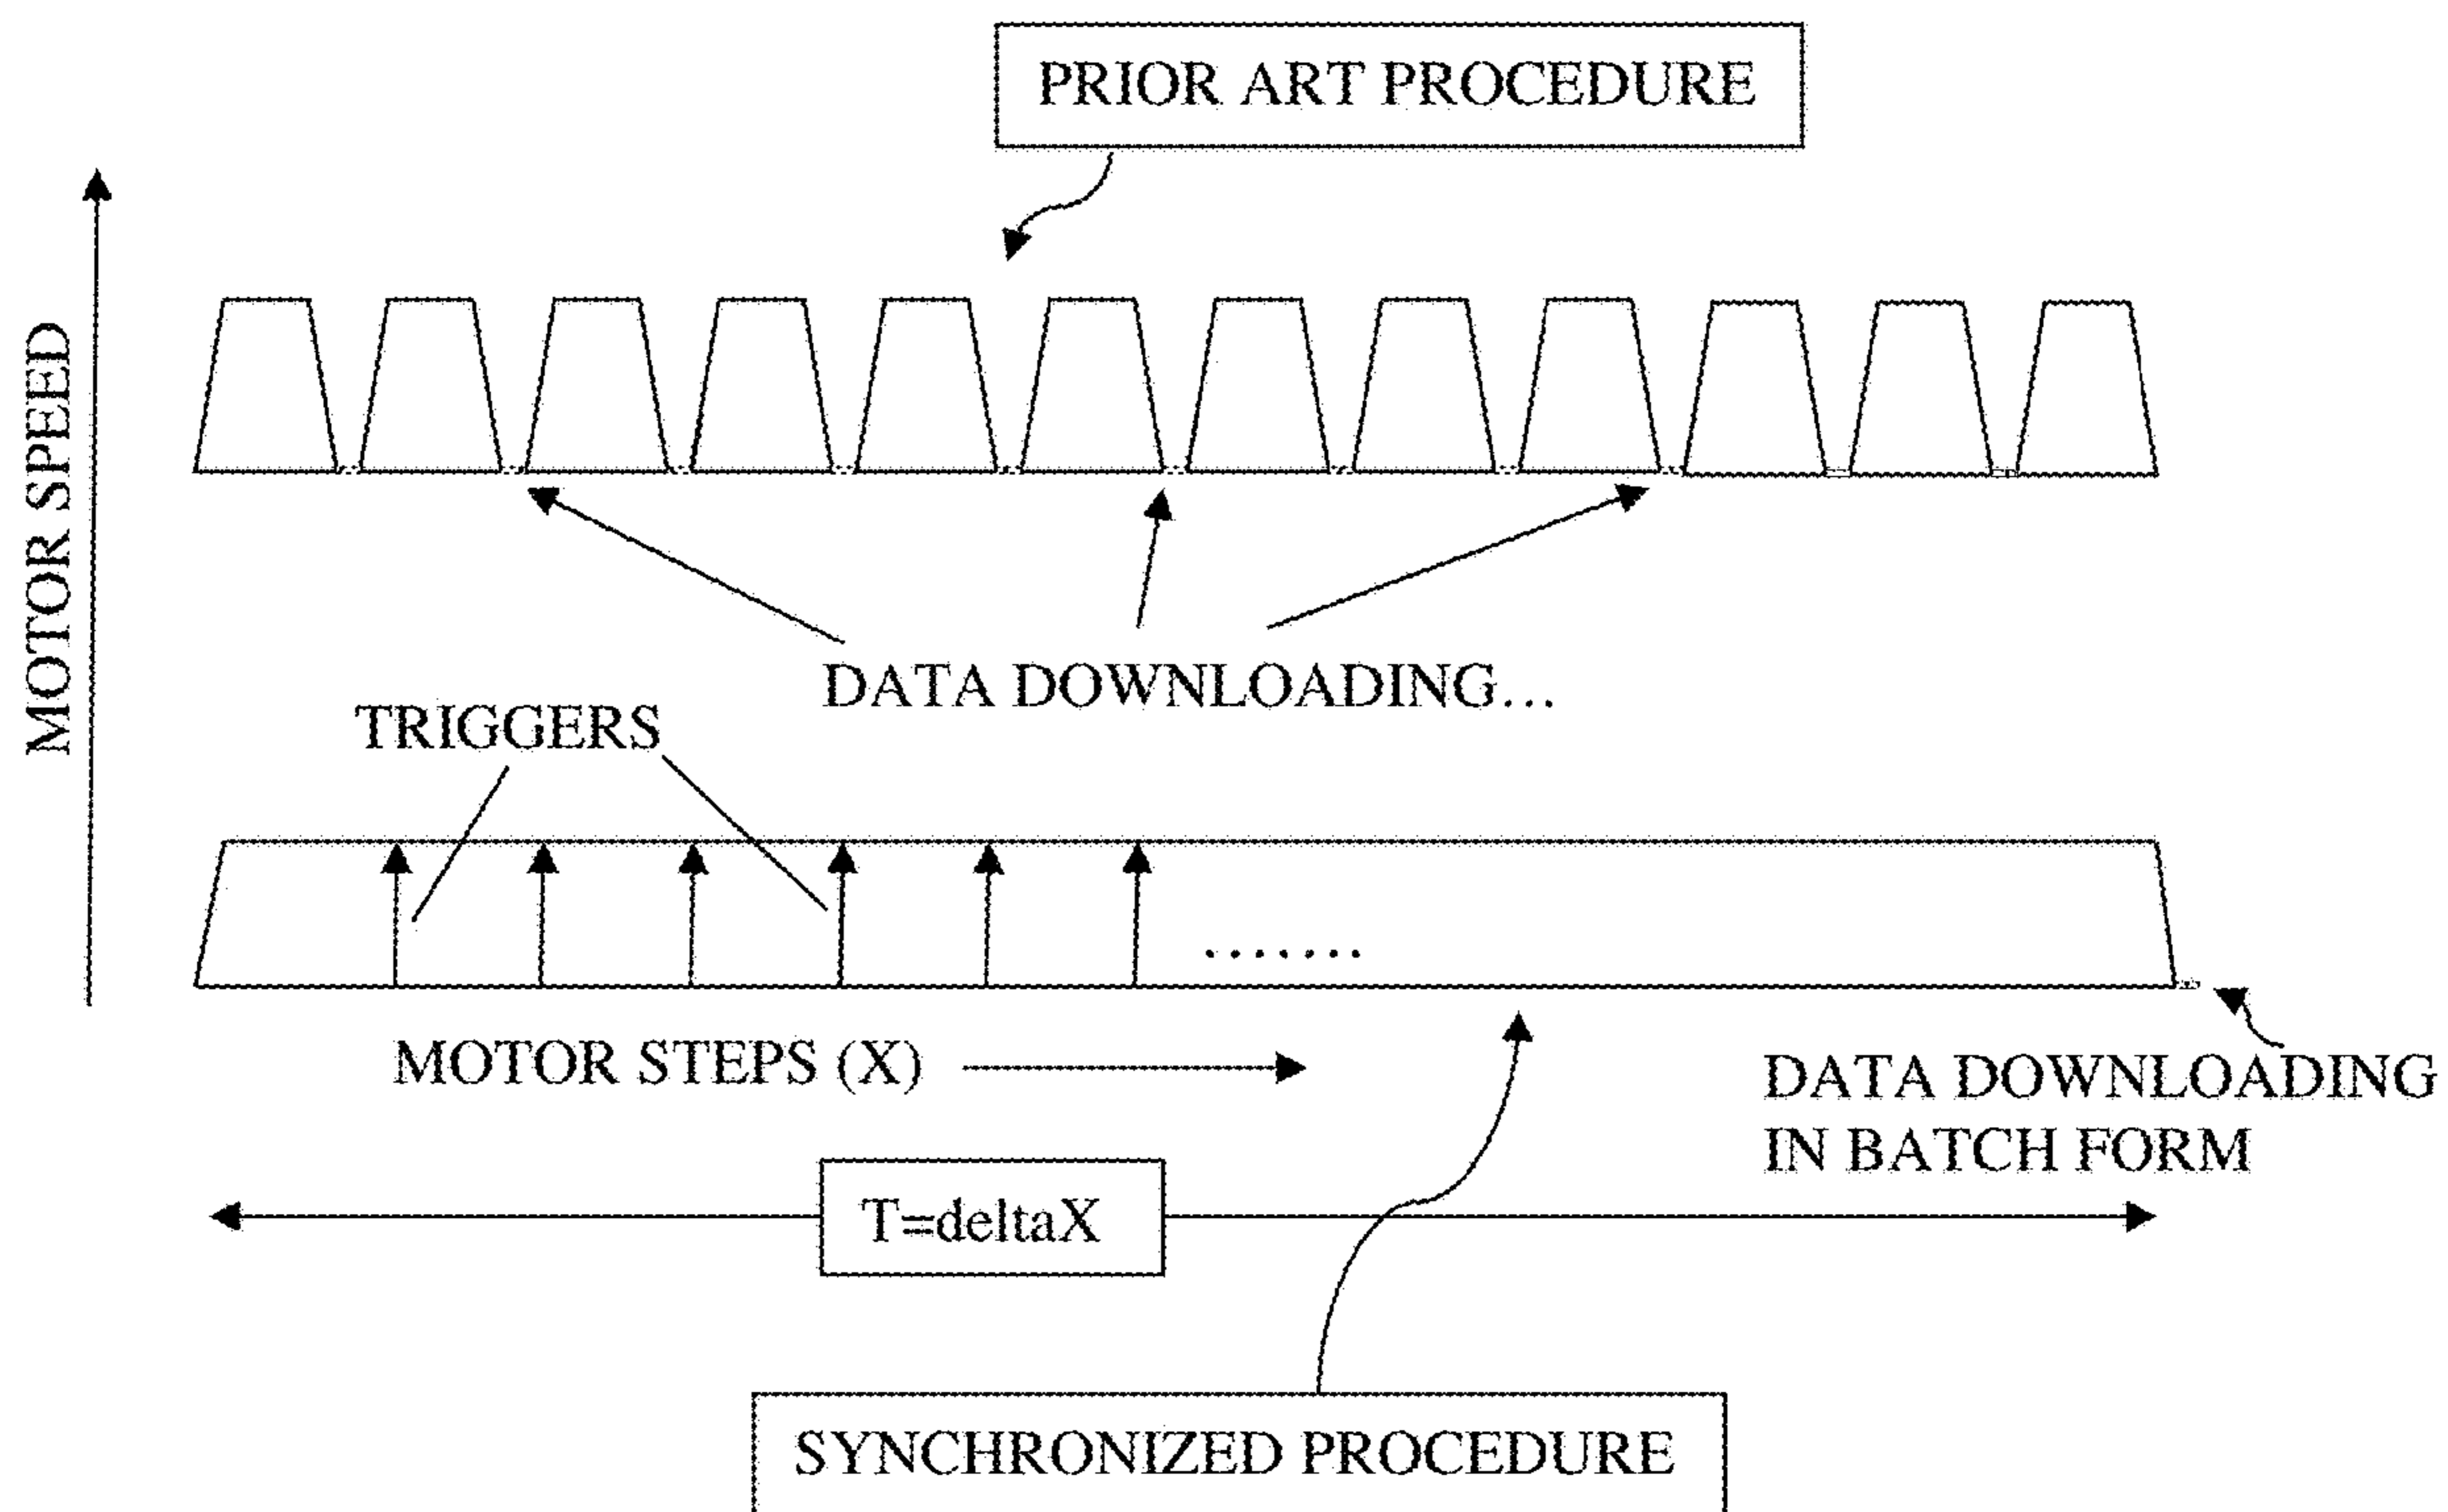 PRIOR ART PROCEDURE
MOTOR SPEED
DATA DOWNLOADING...
TRIGGERS
.......
MOTOR STEPS (X)
DATA DOWNLOADING
IN BATCH FORM
T=deltaX
SYNCHRONIZED PROCEDURE